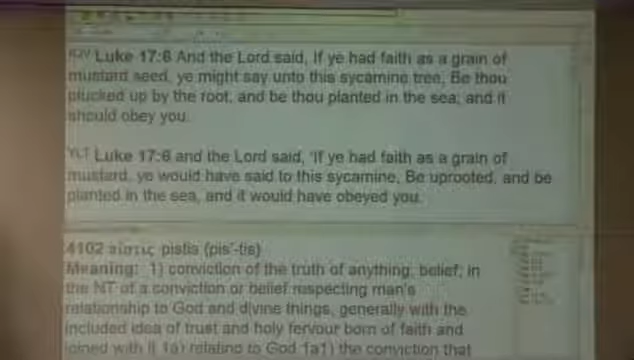 KJV Luke 17:6 And the Lord said, If ye had faith as a grain of
mustard seed, ye might say unto this sycamine tree, Be thou
plucked up by the root, and be thou planted in the sea; and it
should obey you.
YLT Luke 17:6 and the Lord said, 'If ye had faith as a grain of
mustard, ye would have said to this sycamine, Be uprooted, and be
planted in the sea, and it would have obeyed you.
4102 πίστις pistis (pis'-tis)
Meaning: 1) conviction of the truth of anything, belief; in
the NT of a conviction or belief respecting man's
relationship to God and divine things, generally with the
included idea of trust and holy fervour born of faith and
joined with it 1a) relating to God 1a1) the conviction that